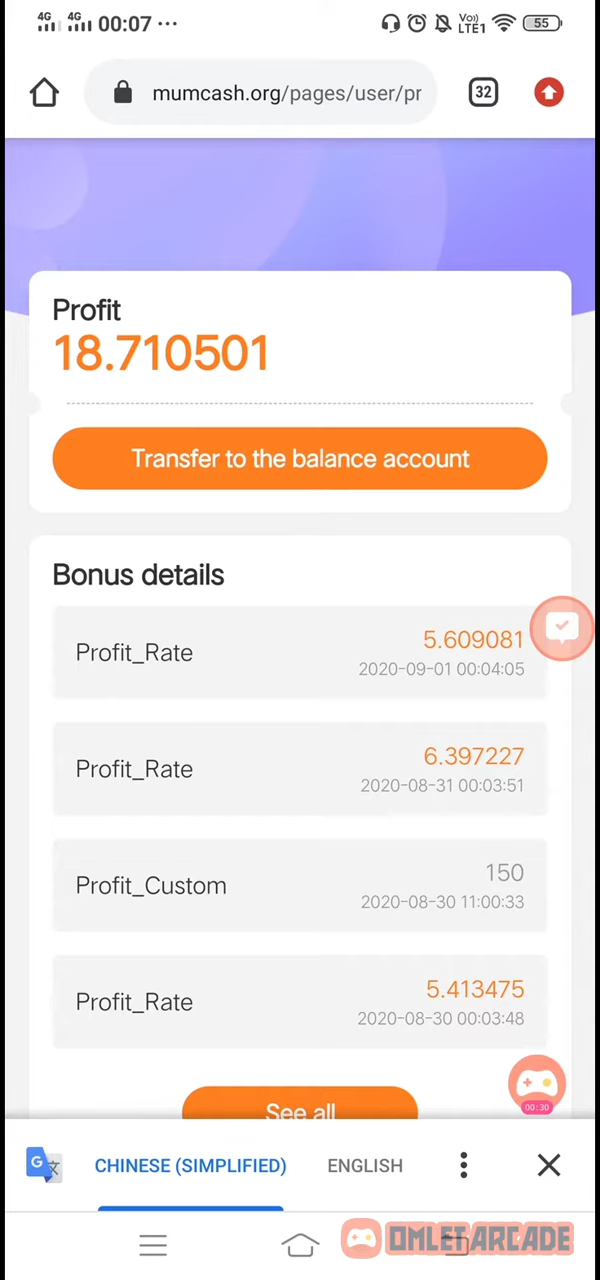 4G 4G 00:07 ··· Vo)) LTE1 55
mumcash.org/pages/user/pr 32
Profit
18.710501
Transfer to the balance account
Bonus details
Profit_Rate 5.609081
2020-09-01 00:04:05
Profit_Rate 6.397227
2020-08-31 00:03:51
Profit_Custom 150
2020-08-30 11:00:33
Profit_Rate 5.413475
2020-08-30 00:03:48
00:30
See all
G 文 CHINESE (SIMPLIFIED) ENGLISH
OMLET ARCADE